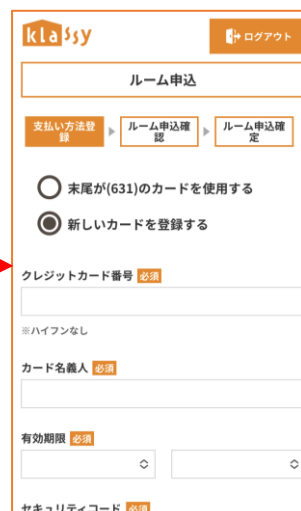 klassy
ログアウト
ルーム申込
支払い方法登
録
ルーム申込確
認
ルーム申込確
定
末尾が(631)のカードを使用する
新しいカードを登録する
クレジットカード番号 必須
※ハイフンなし
カード名義人 必須
有効期限 必須
セキュリティコード 必須